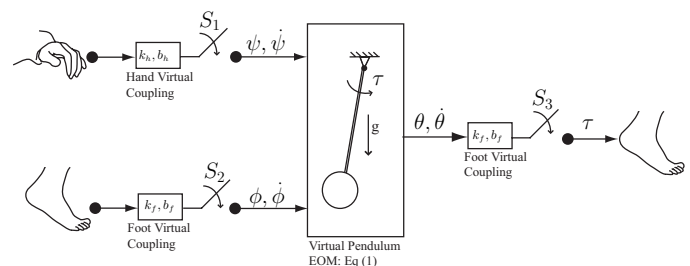 S₁
k_h, b_h
ψ, ψ̇
Hand Virtual
Coupling
τ
g
S₂
k_f, b_f
ϕ, ϕ̇
Foot Virtual
Coupling
Virtual Pendulum
EOM: Eq (1)
θ, θ̇
S₃
k_f, b_f
τ
Foot Virtual
Coupling